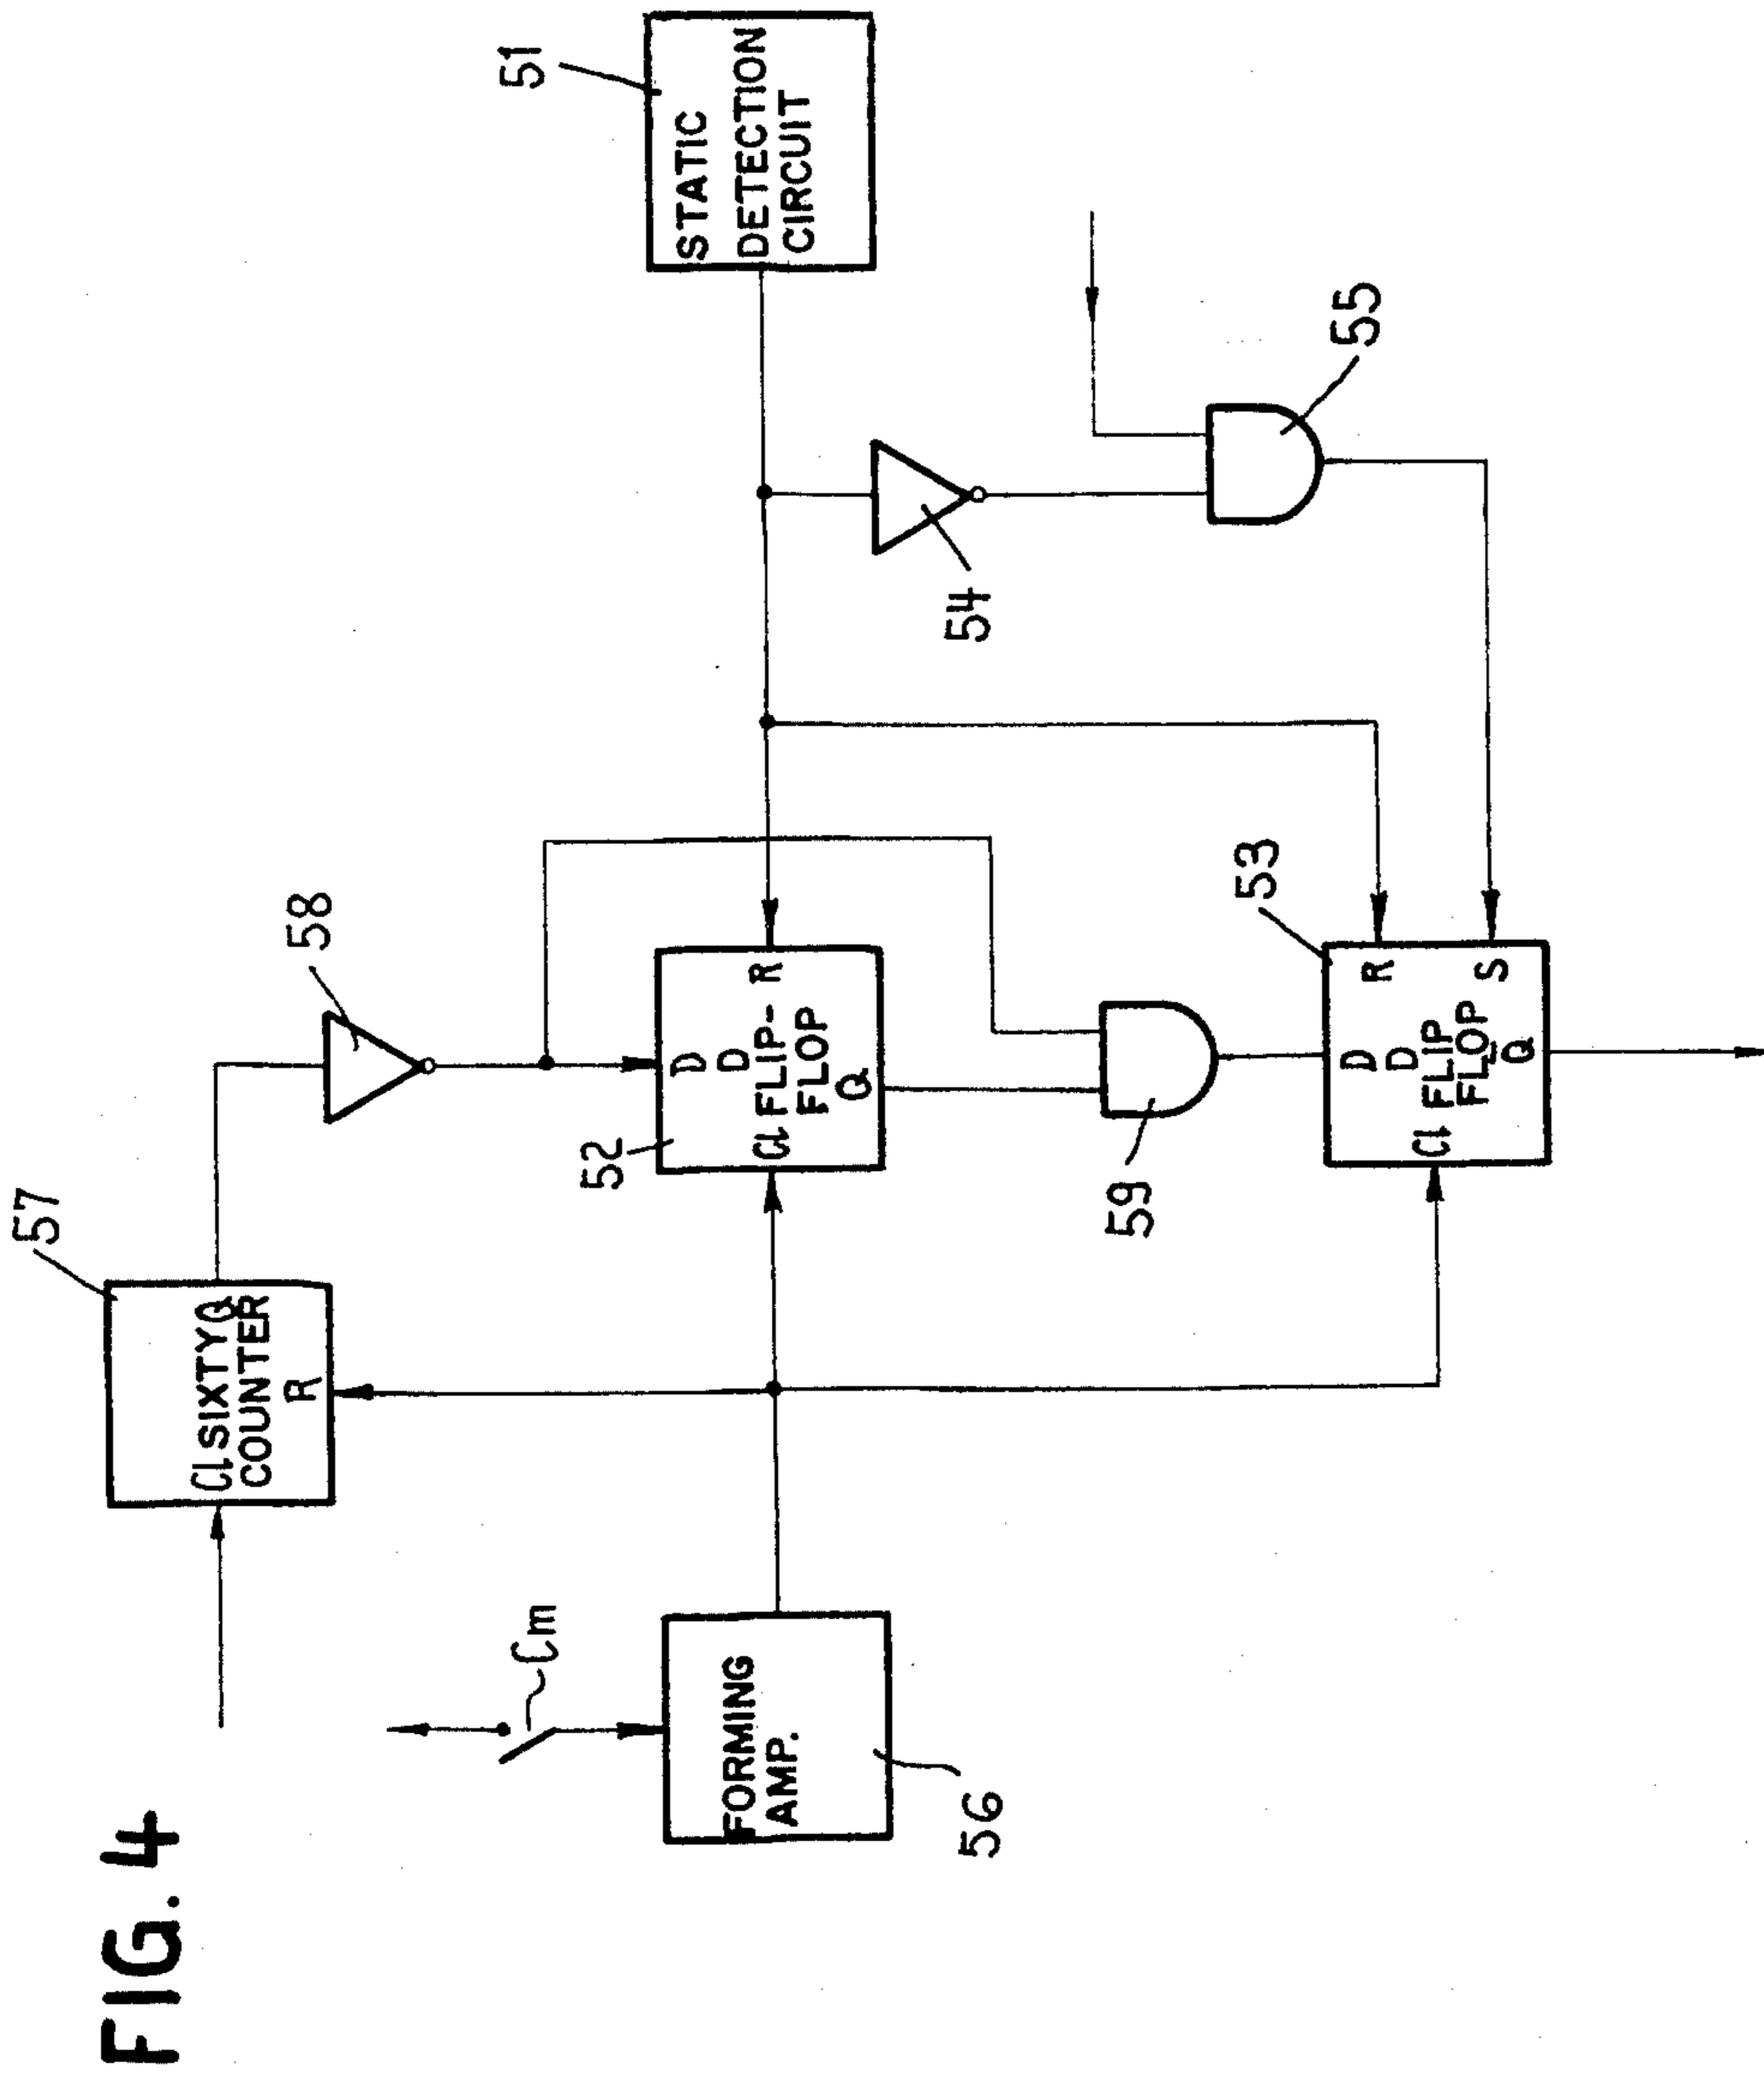 FIG. 4
57
Cl SIXTY Q
COUNTER
R
58
Cm
FORMING
AMP.
56
52
D
D
Cl FLIP- R
FLOP
Q
51
STATIC
DETECTION
CIRCUIT
54
55
59
53
D
D
R
Cl FLIP
FLOP S
Q̅